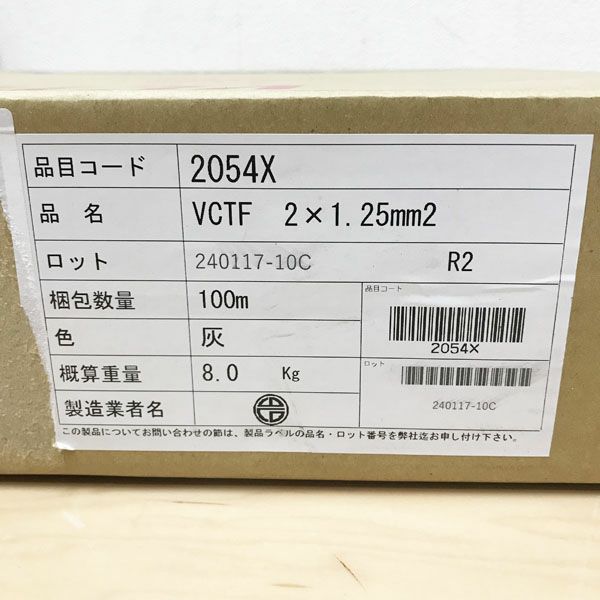 品目コード 2054X
品 名 VCTF 2×1.25mm2
ロット 240117-10C R2
梱包数量 100m
色 灰
概算重量 8.0 Kg
製造業者名
品目コード
2054X
ロット
240117-10C
この製品についてお問い合わせの節は、製品ラベルの品名・ロット番号を弊社迄お申し付け下さい。